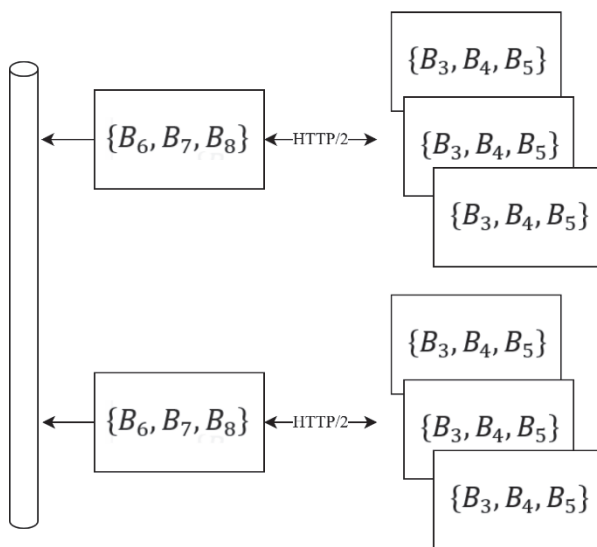 {B₃, B₄, B₅}
{B₆, B₇, B₈}
HTTP/2
{B₃, B₄, B₅}
{B₃, B₄, B₅}
{B₃, B₄, B₅}
{B₆, B₇, B₈}
HTTP/2
{B₃, B₄, B₅}
{B₃, B₄, B₅}